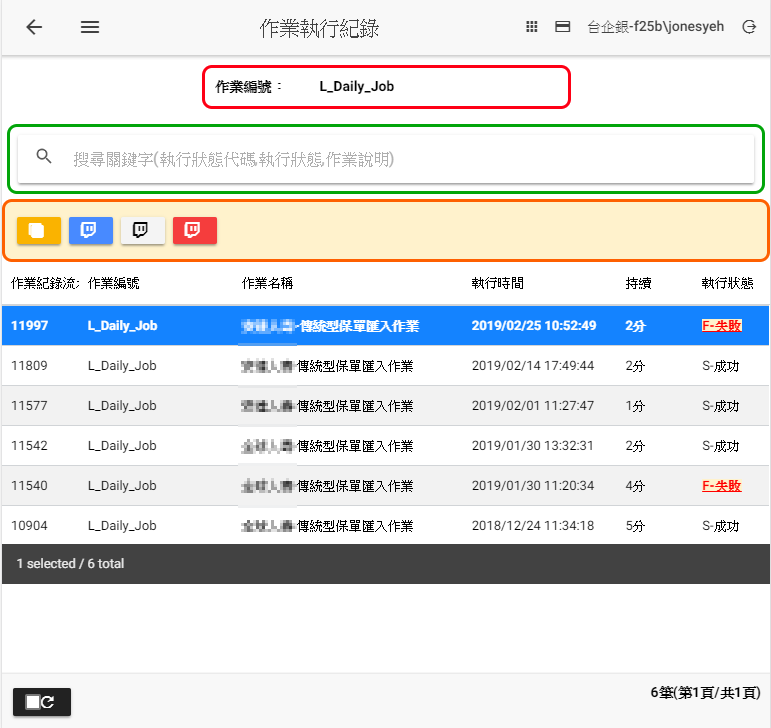 作業執行紀錄
台企銀-f25b\jonesyeh
作業編號： L_Daily_Job
搜尋關鍵字(執行狀態代碼,執行狀態,作業說明)
作業紀錄流 作業編號 作業名稱 執行時間 持續 執行狀態
11997 L_Daily_Job -傳統型保單匯入作業 2019/02/25 10:52:49 2分 F-失敗
11809 L_Daily_Job -傳統型保單匯入作業 2019/02/14 17:49:44 2分 S-成功
11577 L_Daily_Job -傳統型保單匯入作業 2019/02/01 11:27:47 1分 S-成功
11542 L_Daily_Job -傳統型保單匯入作業 2019/01/30 13:32:31 2分 S-成功
11540 L_Daily_Job -傳統型保單匯入作業 2019/01/30 11:20:34 4分 F-失敗
10904 L_Daily_Job -傳統型保單匯入作業 2018/12/24 11:34:18 5分 S-成功
1 selected / 6 total
6筆(第1頁/共1頁)